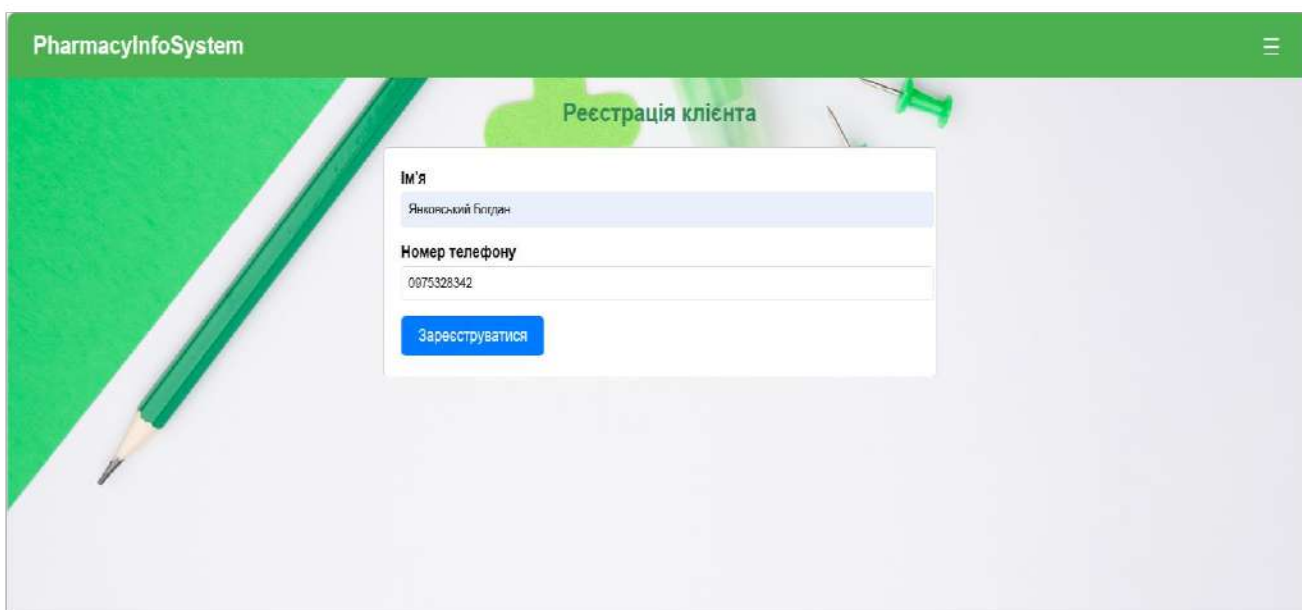 PharmacyInfoSystem
Реєстрація клієнта
Ім'я
Янковський Богдан
Номер телефону
0975328342
Зареєструватися